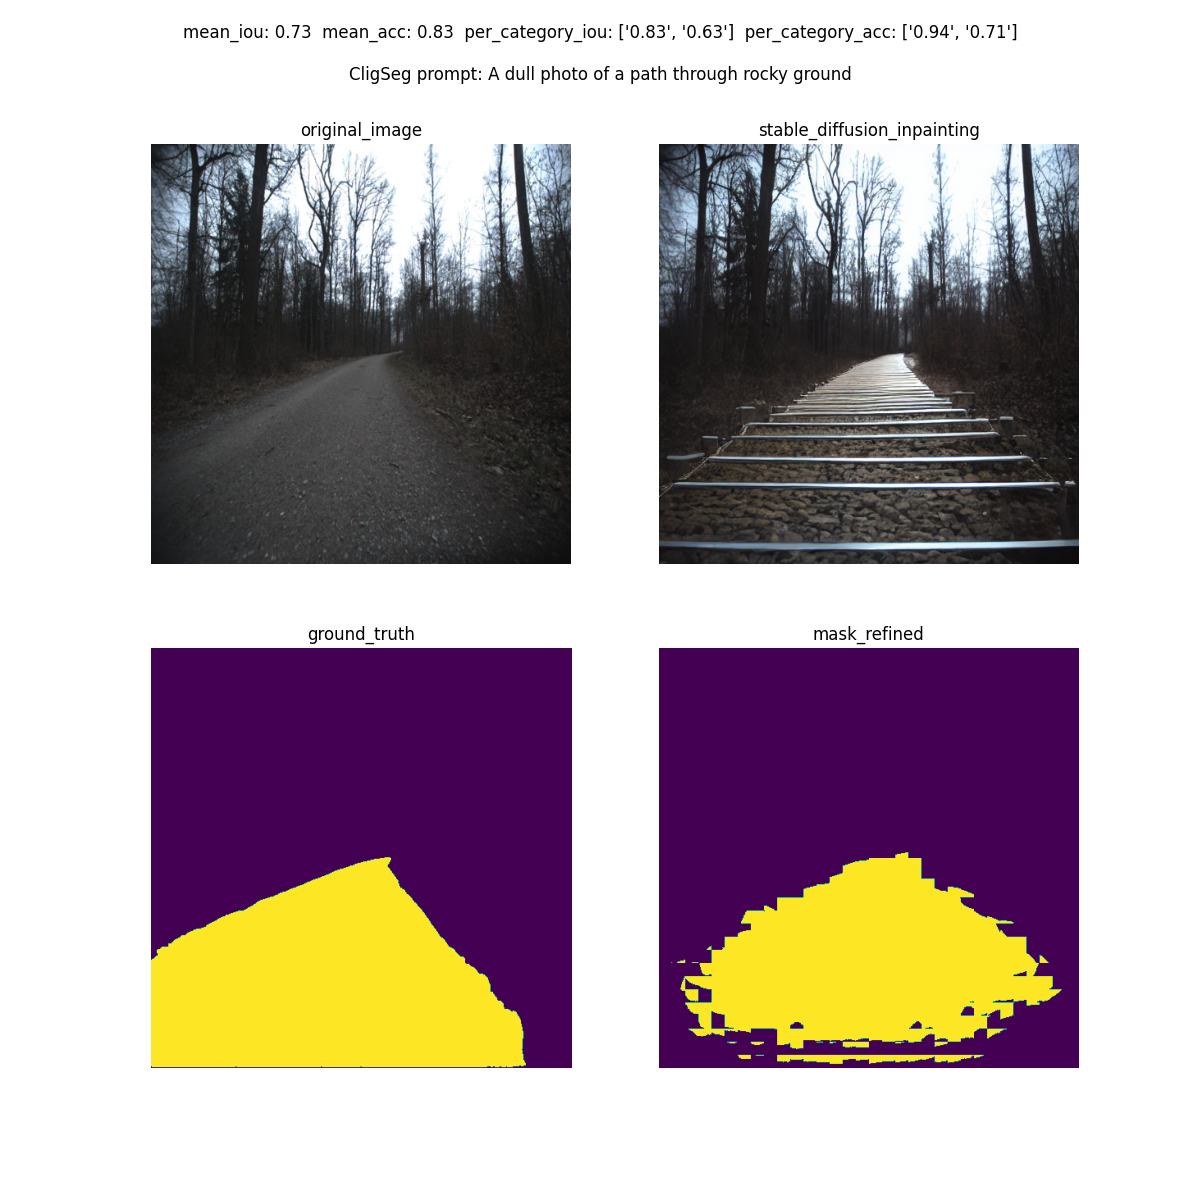 mean_iou: 0.73 mean_acc: 0.83 per_category_iou: ['0.83', '0.63'] per_category_acc: ['0.94', '0.71']
CligSeg prompt: A dull photo of a path through rocky ground
original_image
stable_diffusion_inpainting
ground_truth
mask_refined